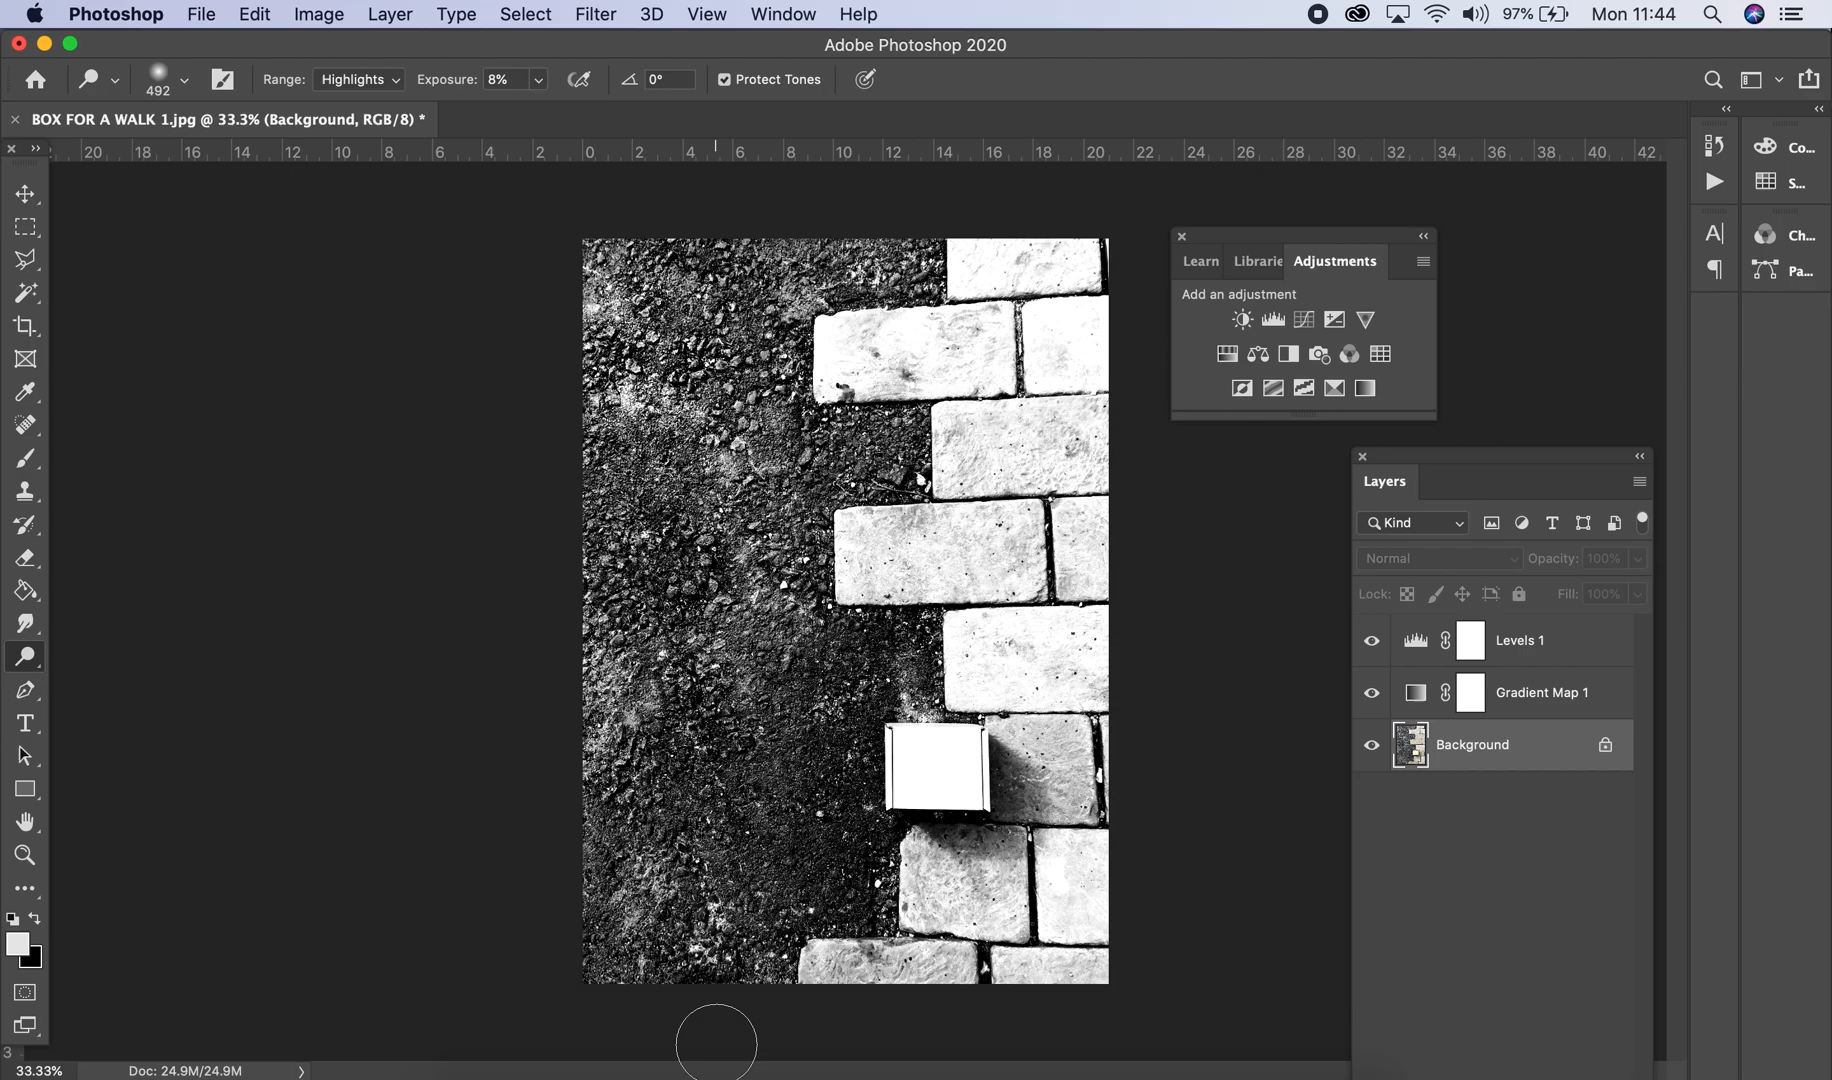 Photoshop File Edit Image Layer Type Select Filter 3D View Window Help 97% Mon 11:44
Adobe Photoshop 2020
492 Range: Highlights Exposure: 8% 0° Protect Tones
BOX FOR A WALK 1.jpg @ 33.3% (Background, RGB/8) *
20 18 16 14 12 10 8 6 4 2 0 2 4 6 8 10 12 14 16 18 20 22 24 26 28 30 32 34 36 38 40 42
Co...
S...
Ch...
Pa...
Learn Librarie Adjustments
Add an adjustment
Layers
Kind
Normal Opacity: 100%
Lock: Fill: 100%
Levels 1
Gradient Map 1
Background
3
33.33% Doc: 24.9M/24.9M